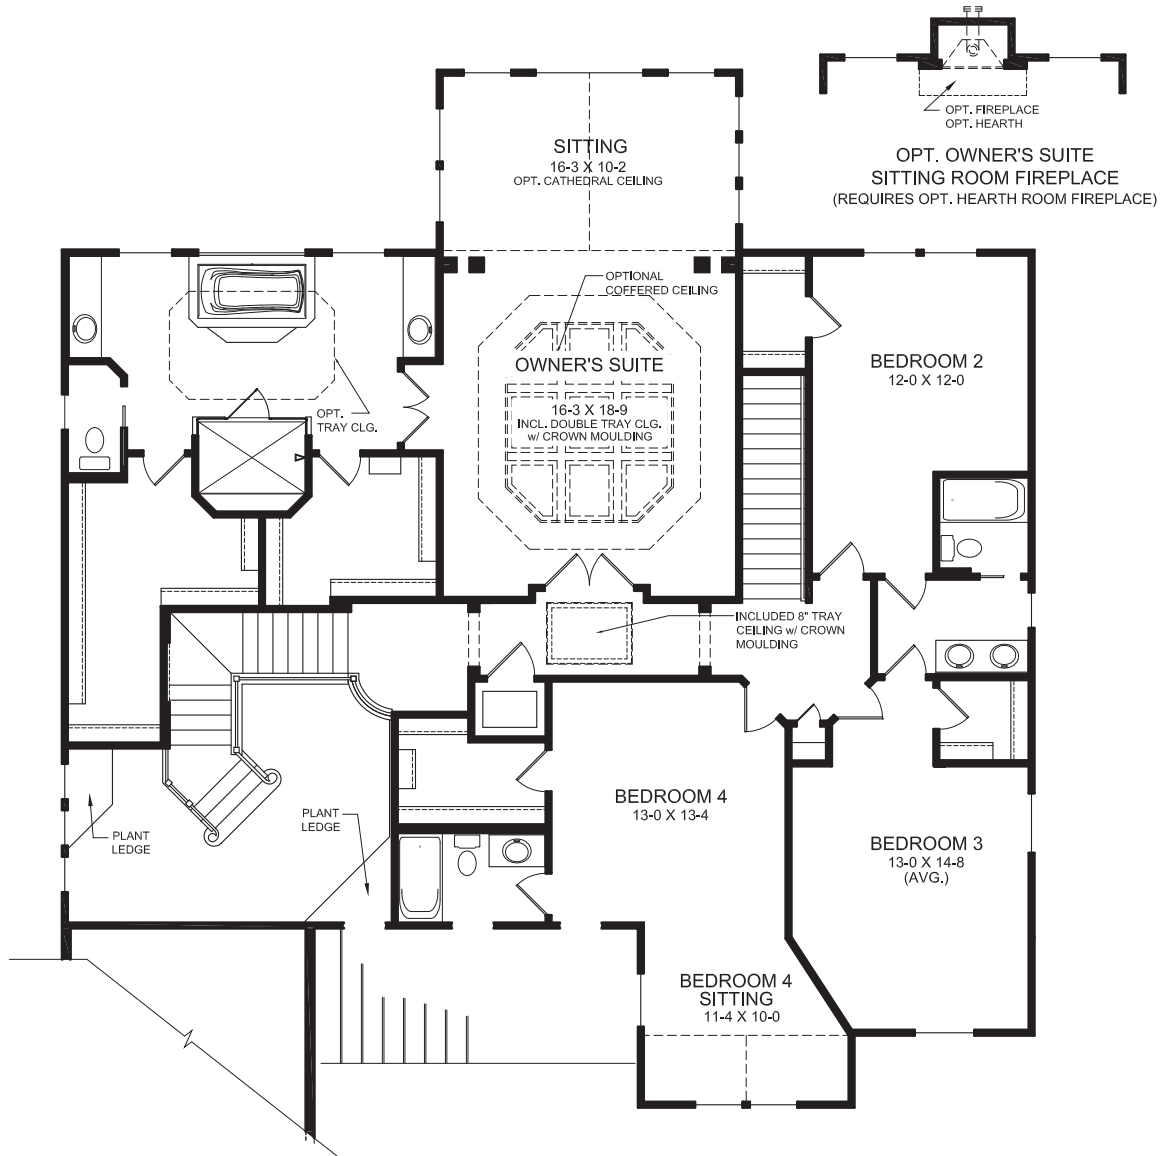 OPT. FIREPLACE
OPT. HEARTH
OPT. OWNER'S SUITE
SITTING ROOM FIREPLACE
(REQUIRES OPT. HEARTH ROOM FIREPLACE)
SITTING
16-3 X 10-2
OPT. CATHEDRAL CEILING
OPTIONAL
COFFERED CEILING
OWNER'S SUITE
16-3 X 18-9
INCL. DOUBLE TRAY CLG.
w/ CROWN MOULDING
BEDROOM 2
12-0 X 12-0
OPT.
TRAY CLG.
INCLUDED 8" TRAY
CEILING w/ CROWN
MOULDING
BEDROOM 4
13-0 X 13-4
PLANT
LEDGE
PLANT
LEDGE
BEDROOM 3
13-0 X 14-8
(AVG.)
BEDROOM 4
SITTING
11-4 X 10-0